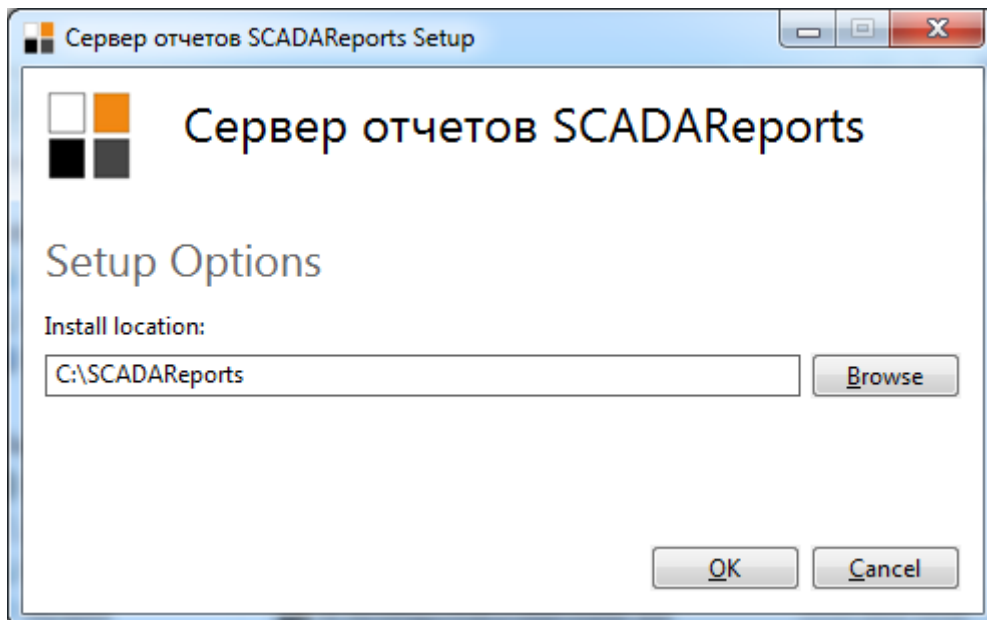 Сервер отчетов SCADAReports Setup
Сервер отчетов SCADAReports
Setup Options
Install location:
C:\SCADAReports
Browse
OK
Cancel